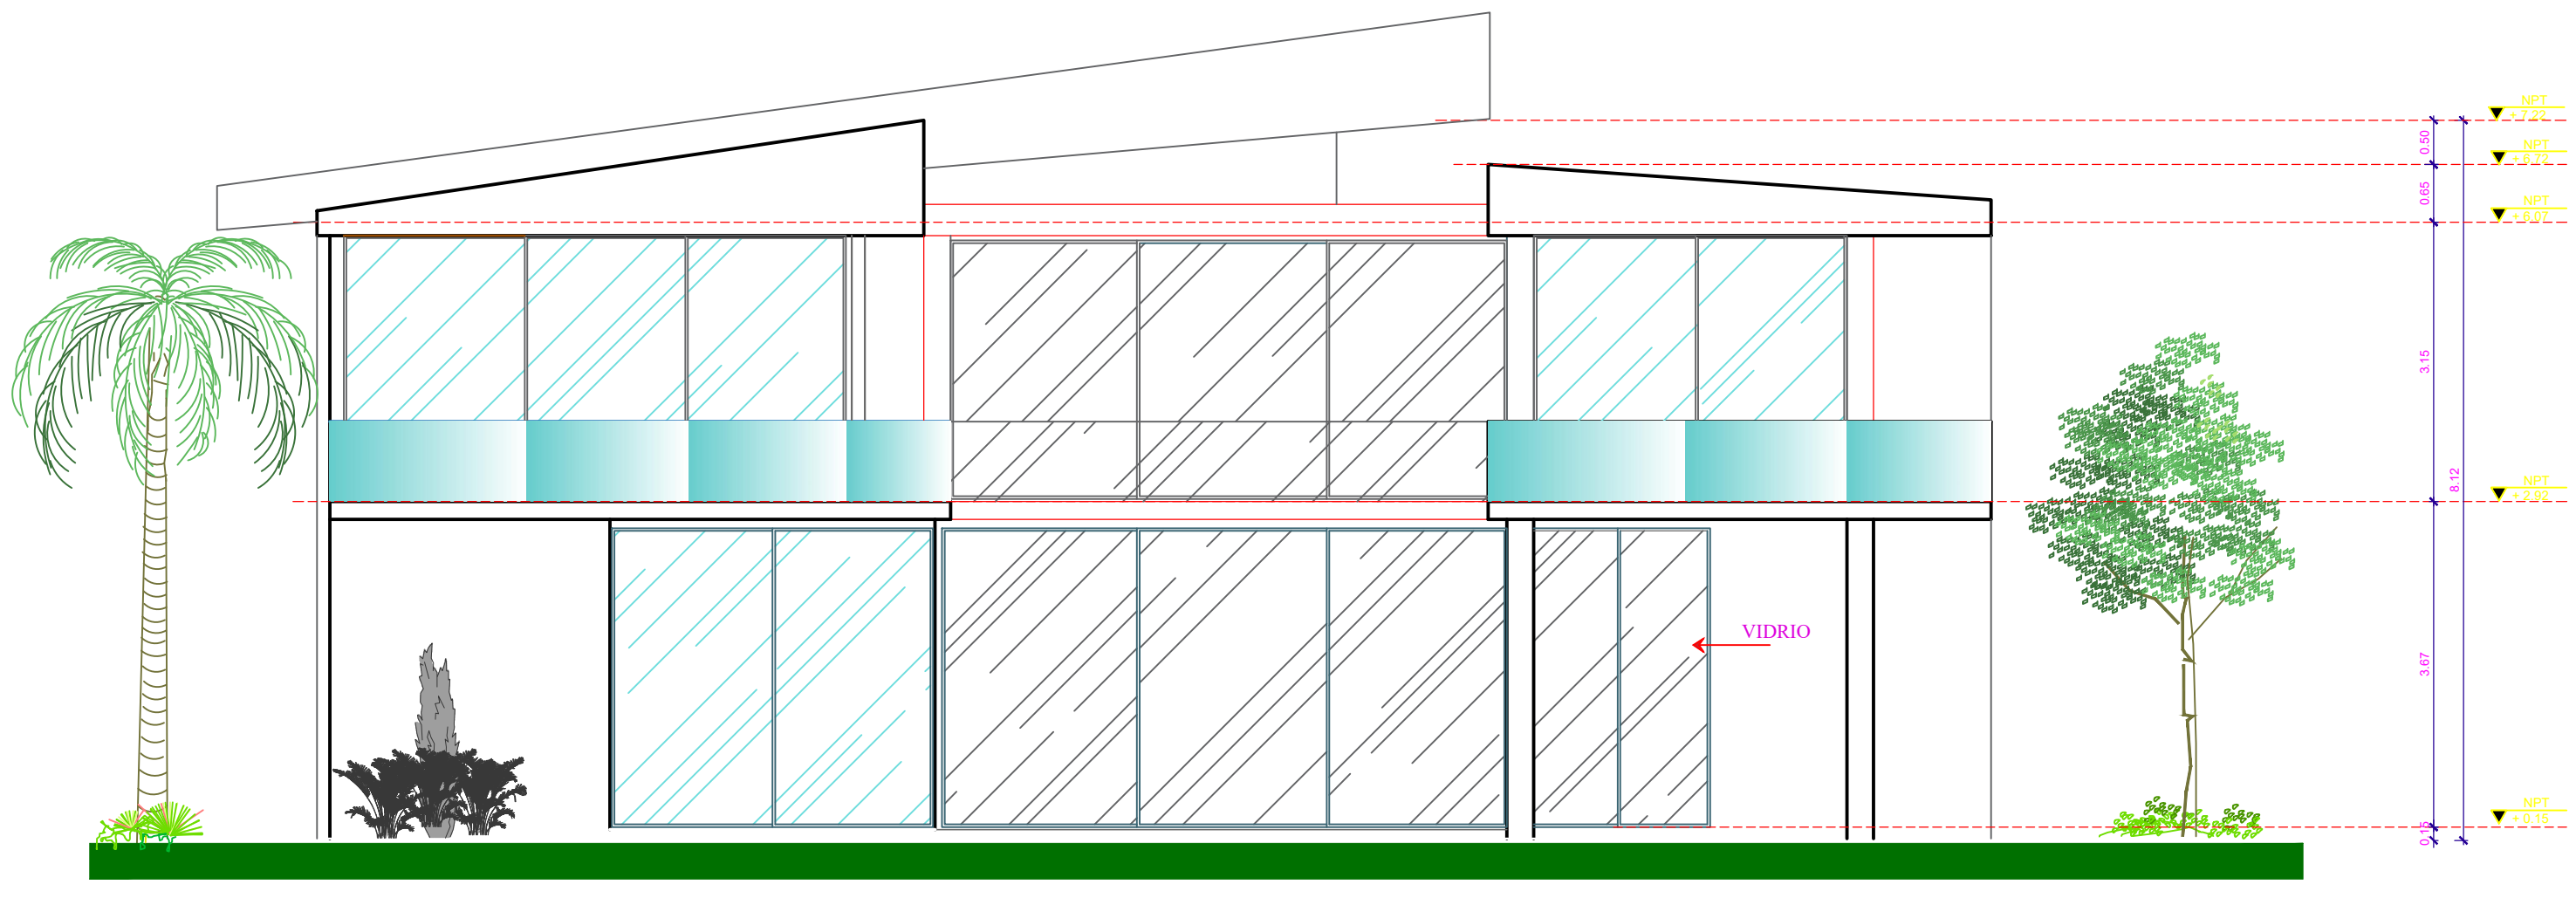 NPT
+ 7.22
0.50
NPT
+ 6.72
0.65
NPT
+ 6.07
3.15
8.12
NPT
+ 2.92
VIDRIO
3.67
NPT
+ 0.15
0.15